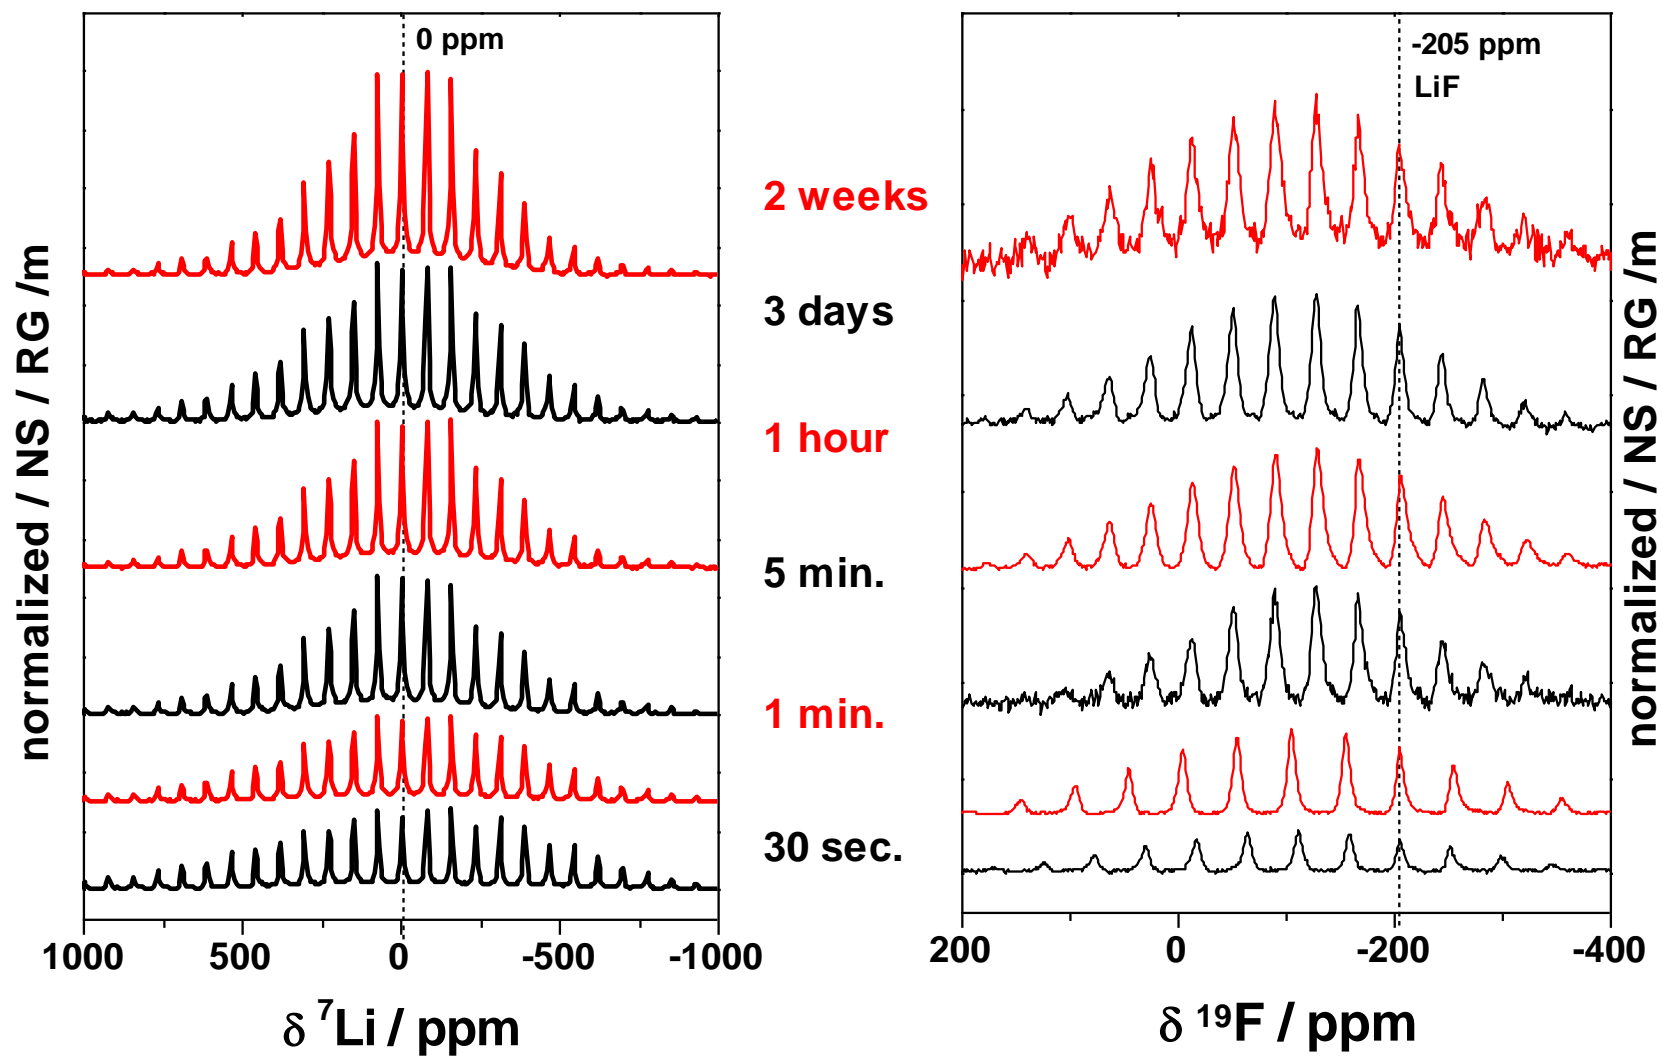 0 ppm
-205 ppm
LiF
2 weeks
3 days
1 hour
5 min.
1 min.
30 sec.
normalized / NS / RG /m
normalized / NS / RG /m
1000 500 0 -500 -1000
200 0 -200 -400
δ ⁷Li / ppm
δ ¹⁹F / ppm